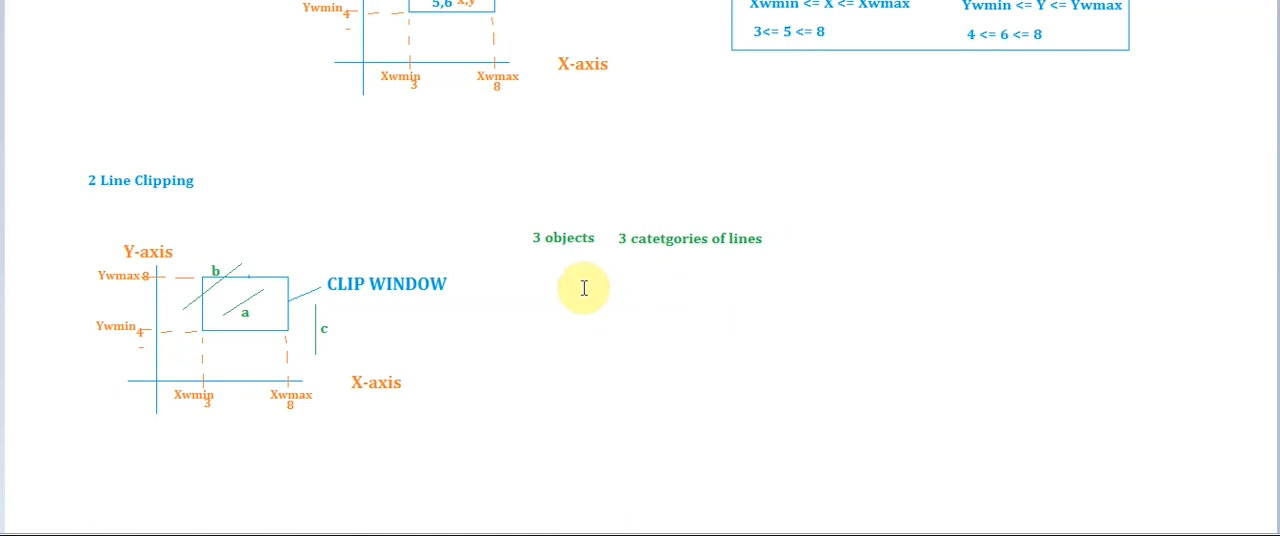 Xwmin <= X <= Xwmax
Ywmin <= Y <= Ywmax
5,6 x,y
Ywmin 4
3<= 5 <= 8
4 <= 6 <= 8
X-axis
Xwmin
3
Xwmax
8
2 Line Clipping
3 objects
3 catetgories of lines
Y-axis
Ywmax 8
b
CLIP WINDOW
a
Ywmin 4
c
X-axis
Xwmin
3
Xwmax
8